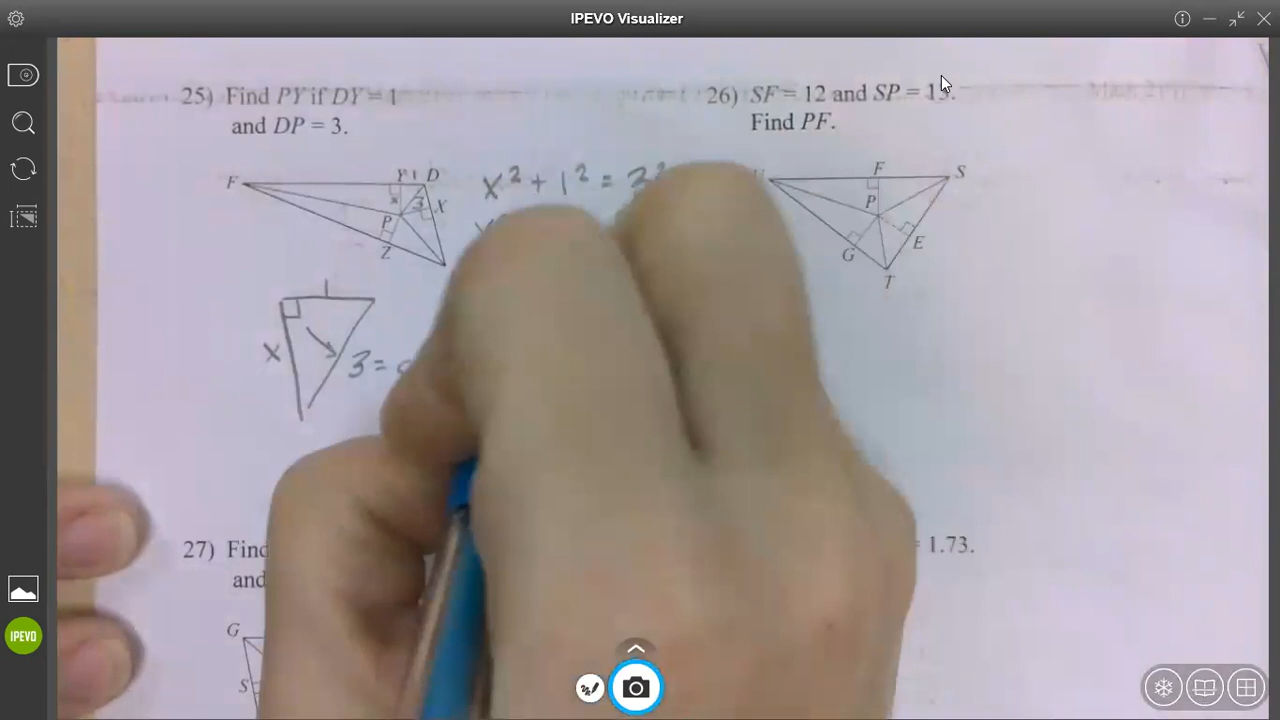 IPEVO Visualizer
25) Find PY if DY = 1
and DP = 3.
26) SF = 12 and SP = 13.
Find PF.
F Y 1 D
x 3 X
P
Z
x² + 1² = 3²
F S
P
G E
T
1
x
3 =
27) Find
and
= 1.73.
G
S
IPEVO